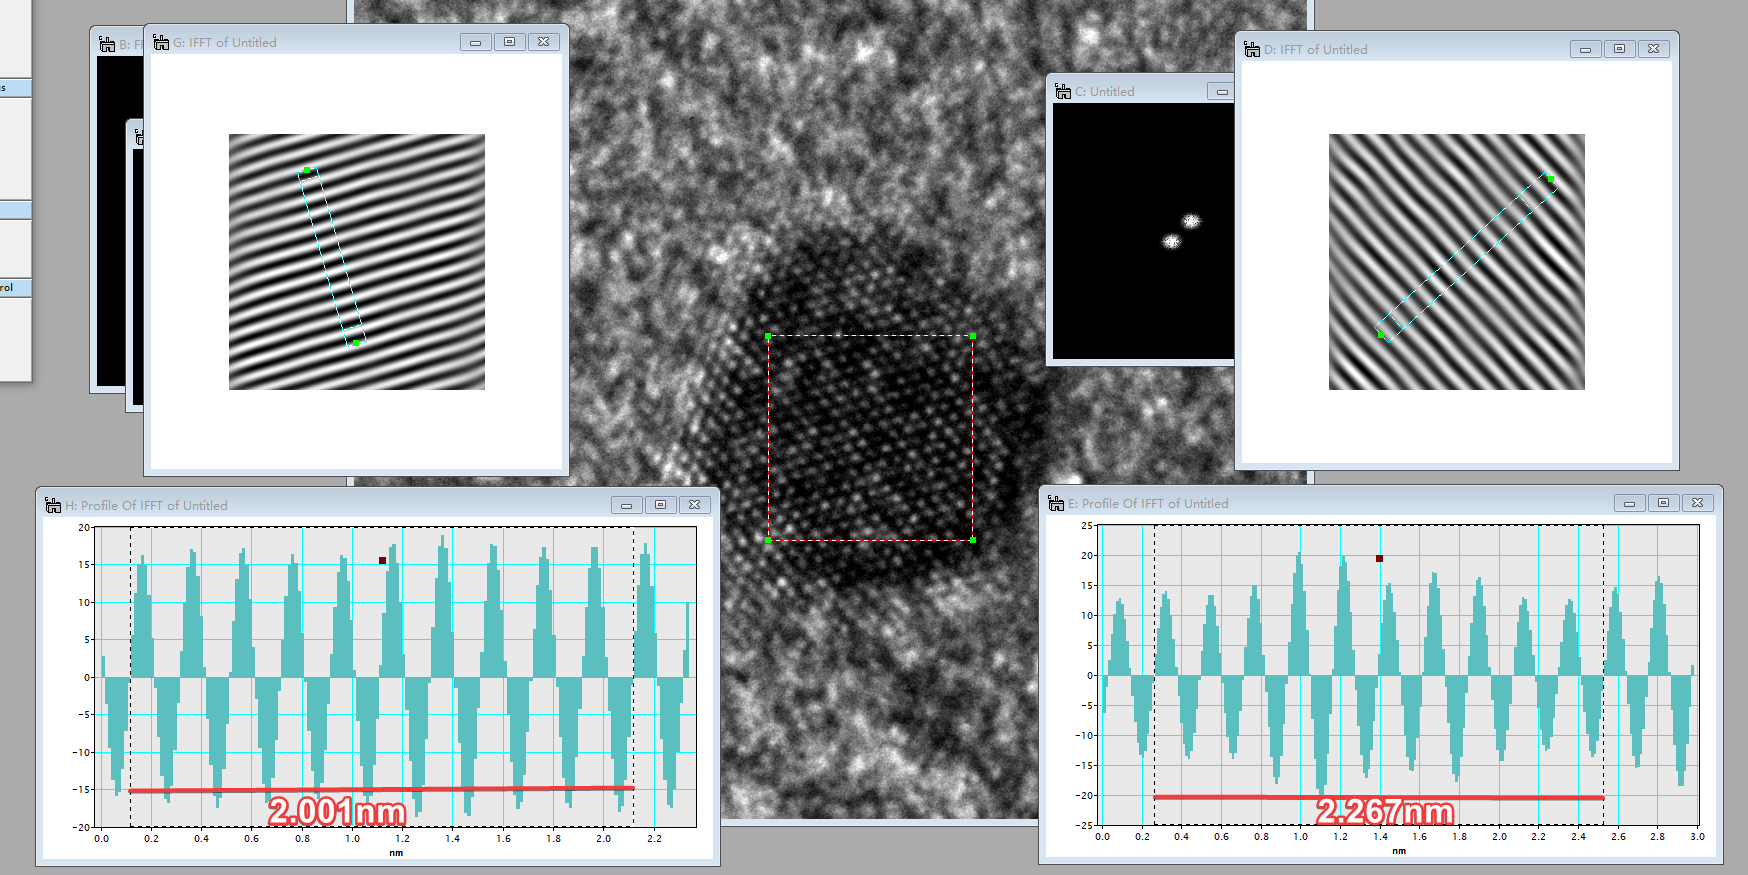 s
rol
B: FF
G: IFFT of Untitled
C: Untitled
D: IFFT of Untitled
H: Profile Of IFFT of Untitled
20
15
10
5
0
-5
-10
-15
-20
2.001nm
0.0 0.2 0.4 0.6 0.8 1.0 1.2 1.4 1.6 1.8 2.0 2.2
nm
E: Profile Of IFFT of Untitled
25
20
15
10
5
0
-5
-10
-15
-20
-25
2.267nm
0.0 0.2 0.4 0.6 0.8 1.0 1.2 1.4 1.6 1.8 2.0 2.2 2.4 2.6 2.8 3.0
nm